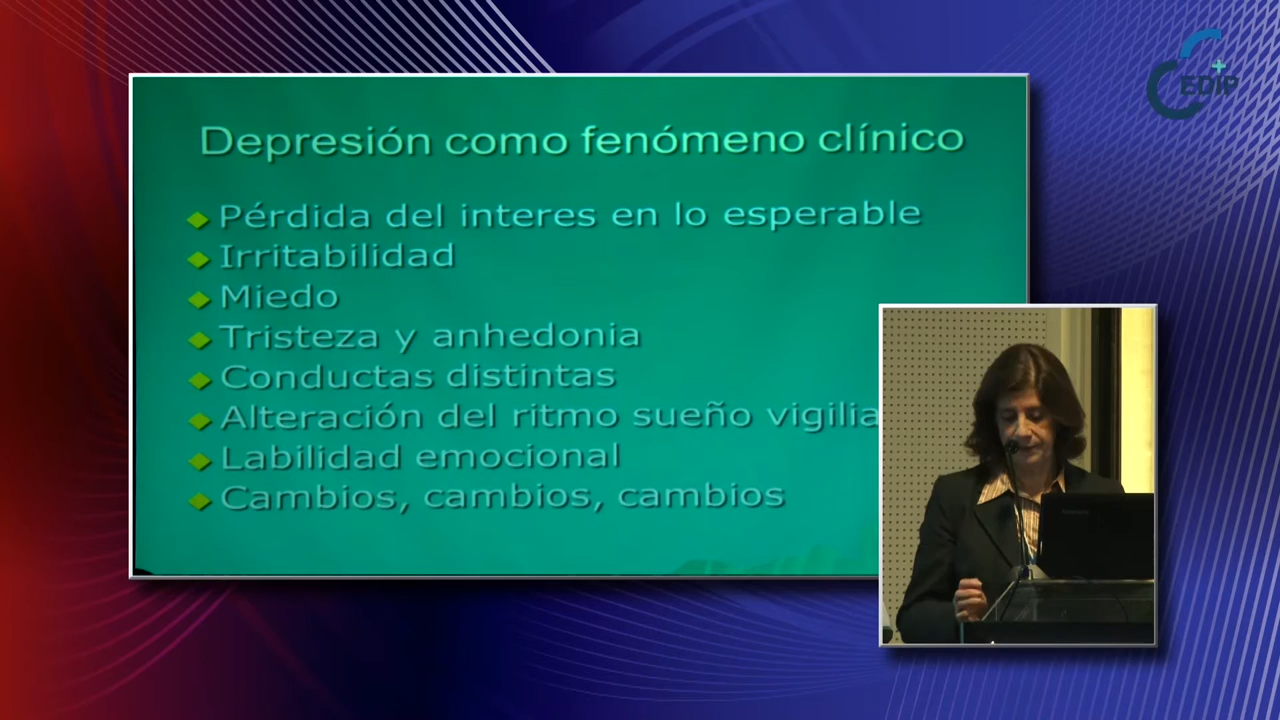 Depresión como fenómeno clínico
Pérdida del interes en lo esperable
Irritabilidad
Miedo
Tristeza y anhedonia
Conductas distintas
Alteración del ritmo sueño vigilia
Labilidad emocional
Cambios, cambios, cambios
CEDIP